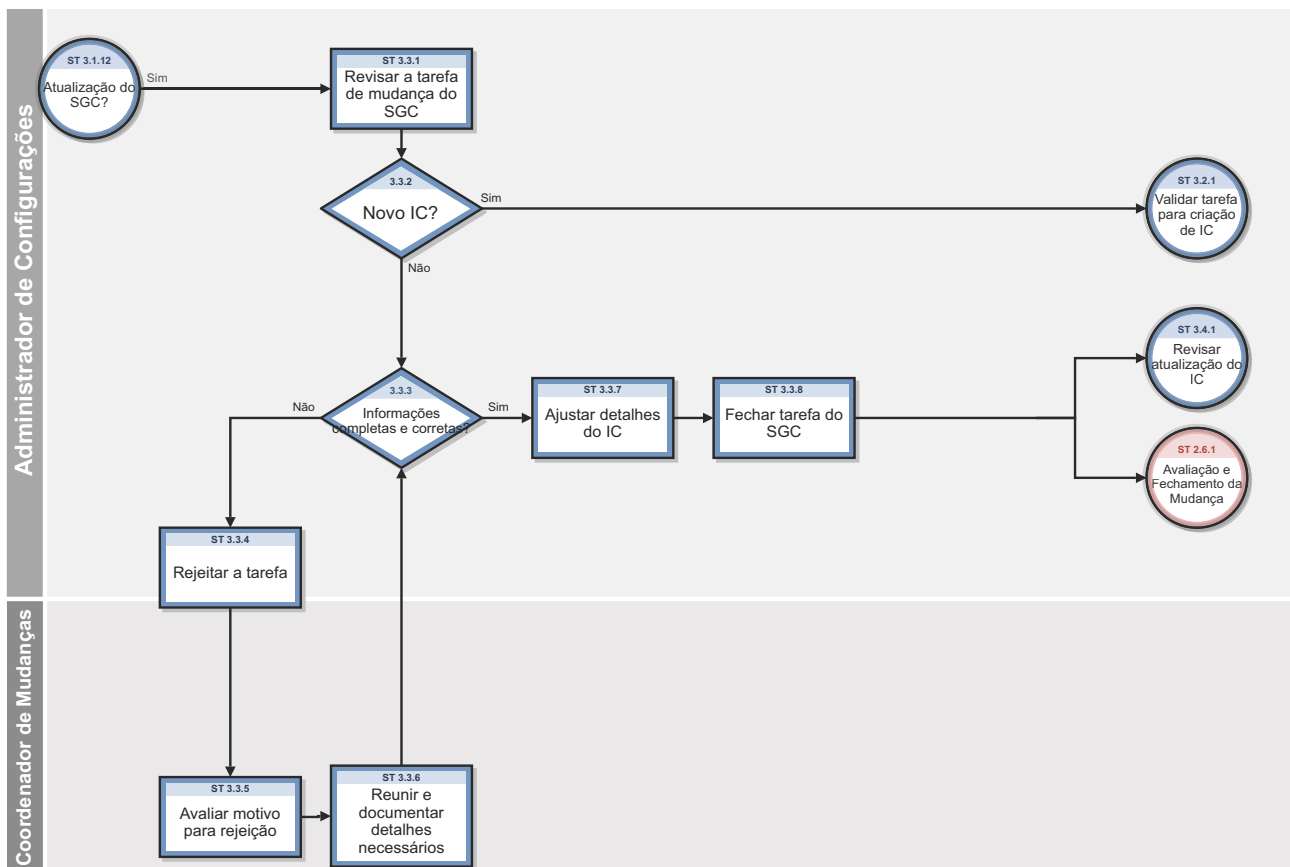 Administrador de Configurações
ST 3.1.12
Atualização do
SGC?
Sim
ST 3.3.1
Revisar a tarefa
de mudança do
SGC
3.3.2
Novo IC?
Sim
Não
ST 3.2.1
Validar tarefa
para criação
de IC
3.3.3
Informações
completas e corretas?
Não
Sim
ST 3.3.7
Ajustar detalhes
do IC
ST 3.3.8
Fechar tarefa do
SGC
ST 3.4.1
Revisar
atualização do
IC
ST 2.6.1
Avaliação e
Fechamento da
Mudança
ST 3.3.4
Rejeitar a tarefa
Coordenador de Mudanças
ST 3.3.5
Avaliar motivo
para rejeição
ST 3.3.6
Reunir e
documentar
detalhes
necessários